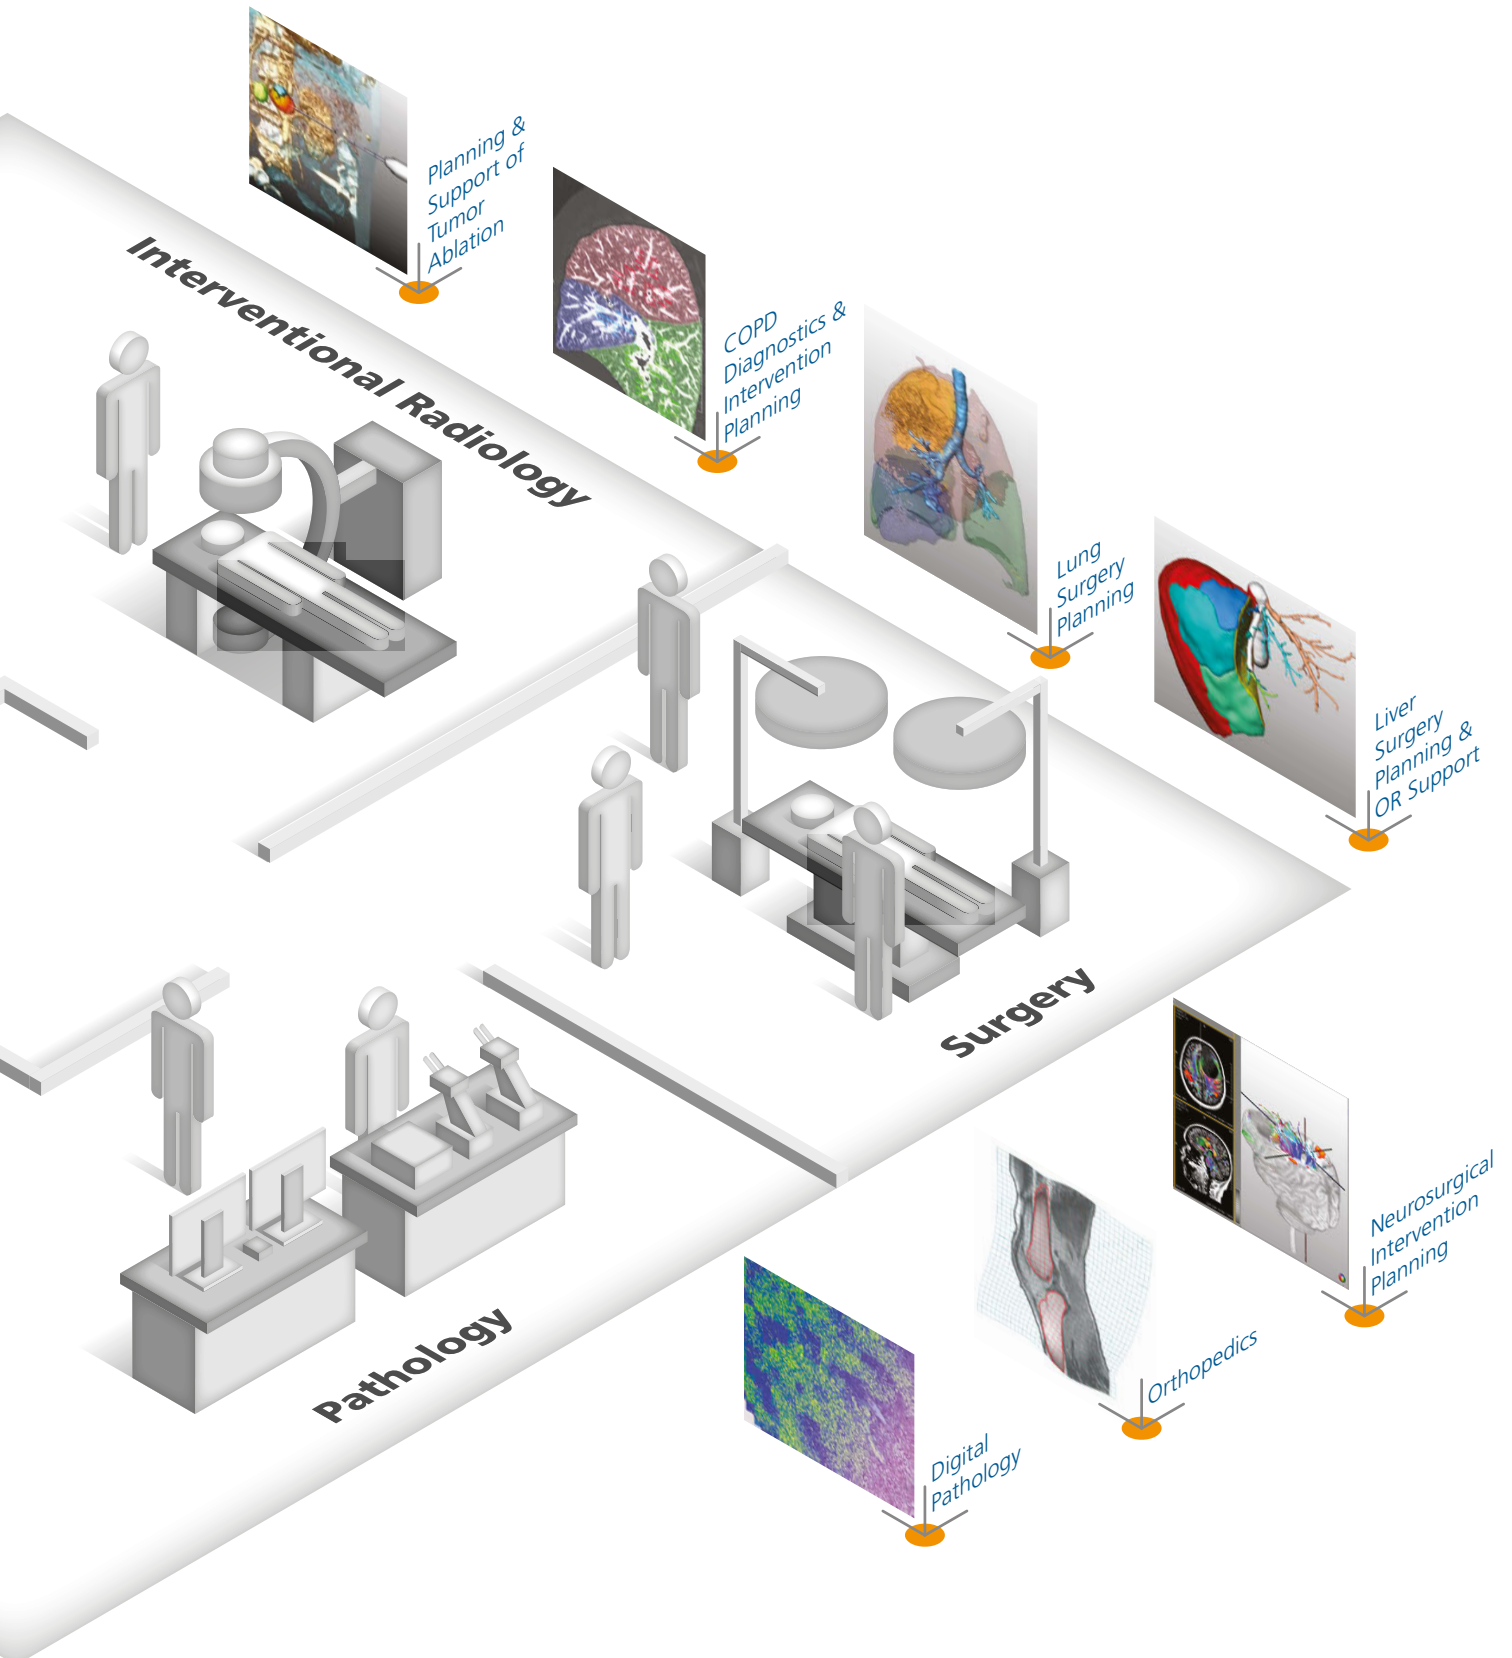 Planning &
Support of
Tumor
Ablation
Interventional Radiology
COPD
Diagnostics &
Intervention
Planning
Lung
Surgery
Planning
Liver
Surgery
Planning &
OR Support
Surgery
Neurosurgical
Intervention
Planning
Orthopedics
Pathology
Digital
Pathology